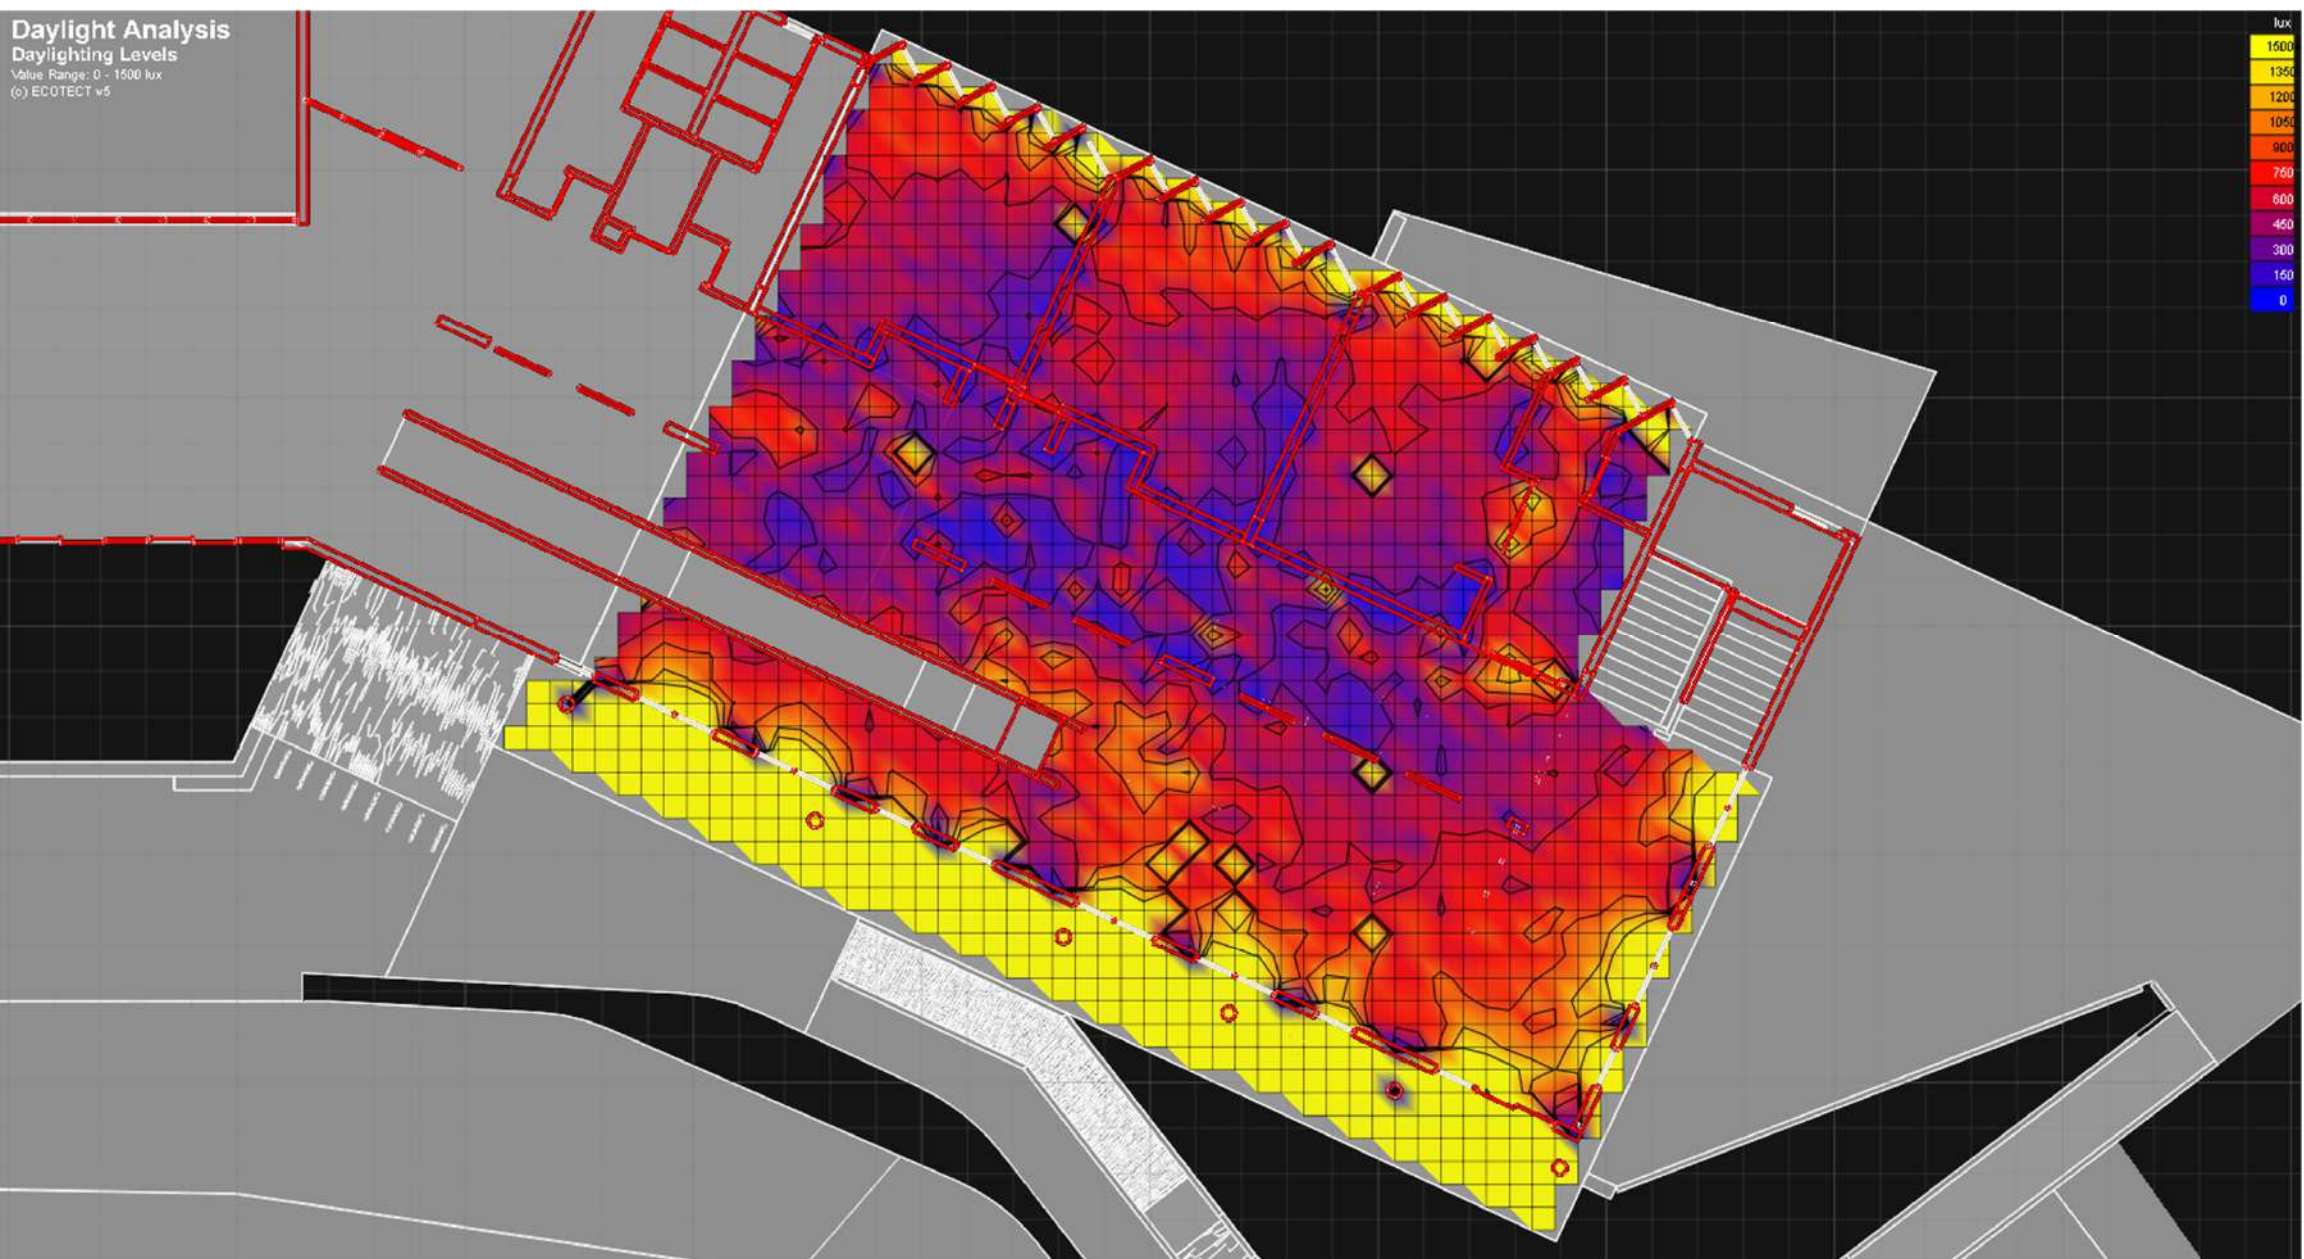 Daylight Analysis
Daylighting Levels
Value Range: 0 - 1500 lux
(c) ECOTECT v5
lux
1500
1350
1200
1050
900
750
600
450
300
150
0